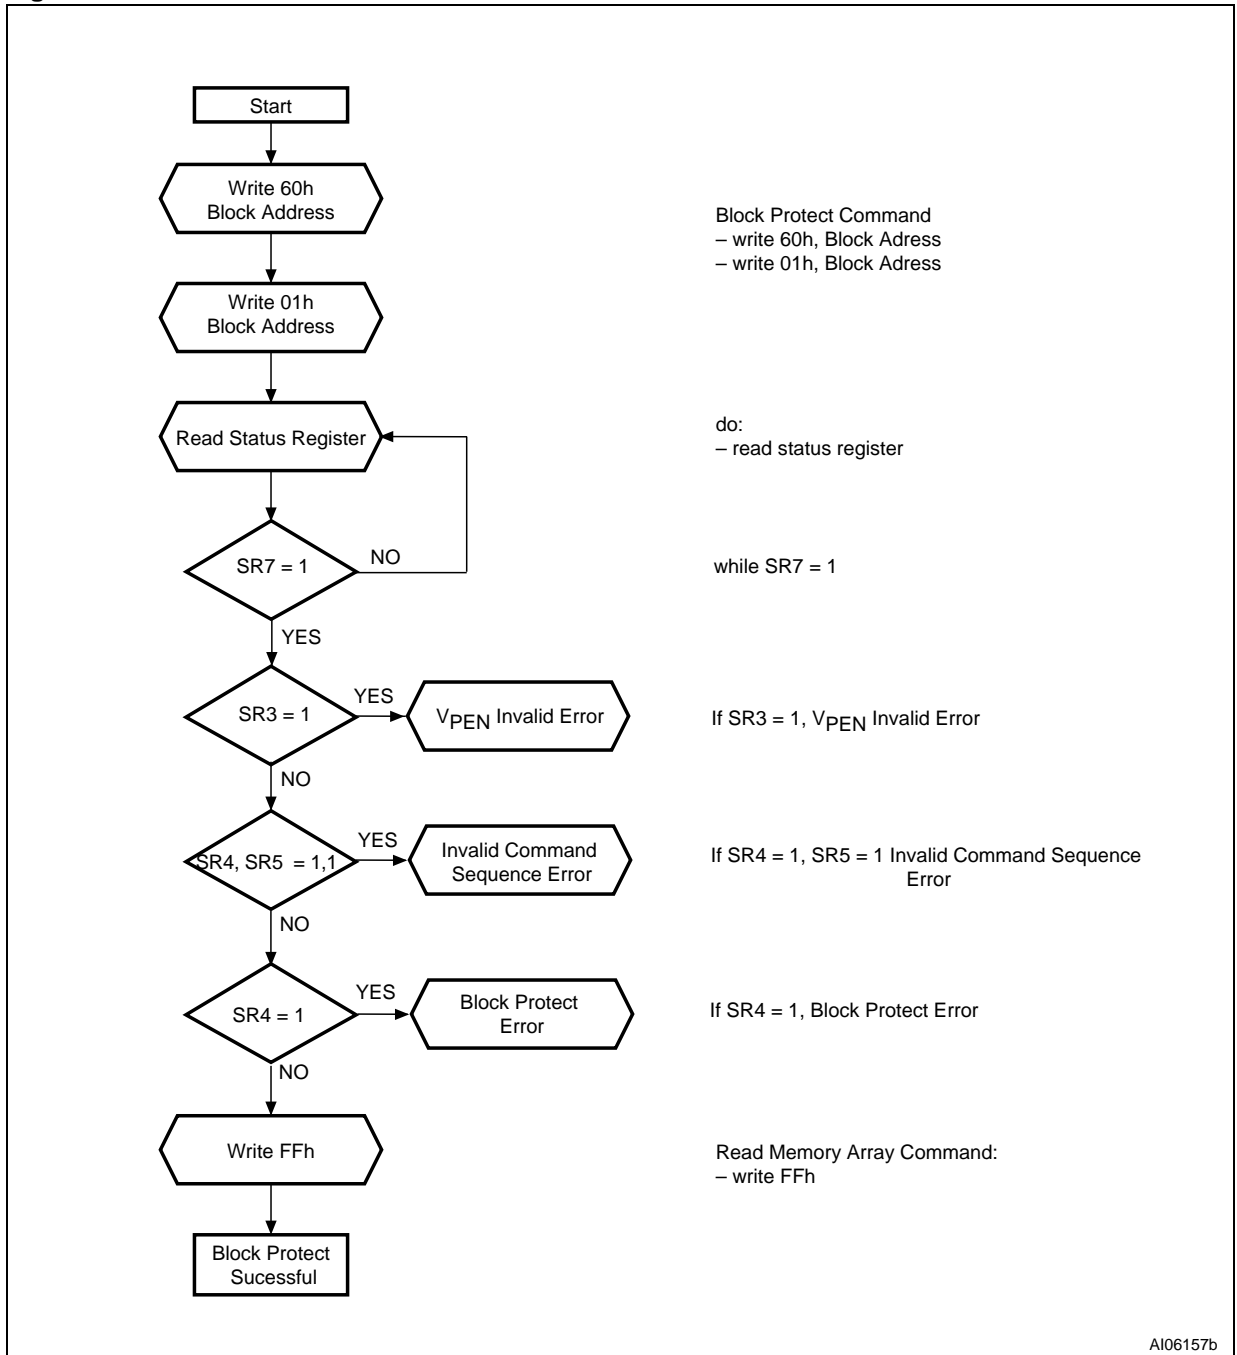 Start
Write 60h
Block Address
Block Protect Command
– write 60h, Block Adress
– write 01h, Block Adress
Write 01h
Block Address
Read Status Register
do:
– read status register
SR7 = 1
NO
while SR7 = 1
YES
SR3 = 1
YES
VPEN Invalid Error
If SR3 = 1, VPEN Invalid Error
NO
SR4, SR5 = 1,1
YES
Invalid Command
Sequence Error
If SR4 = 1, SR5 = 1 Invalid Command Sequence
Error
NO
SR4 = 1
YES
Block Protect
Error
If SR4 = 1, Block Protect Error
NO
Write FFh
Read Memory Array Command:
– write FFh
Block Protect
Sucessful
AI06157b